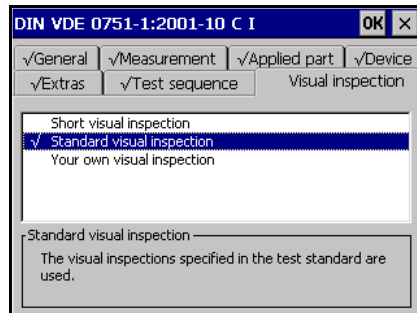 DIN VDE 0751-1:2001-10 C I OK ×
√General √Measurement √Applied part √Device
√Extras √Test sequence Visual inspection
Short visual inspection
√ Standard visual inspection
Your own visual inspection
Standard visual inspection
The visual inspections specified in the test standard are
used.